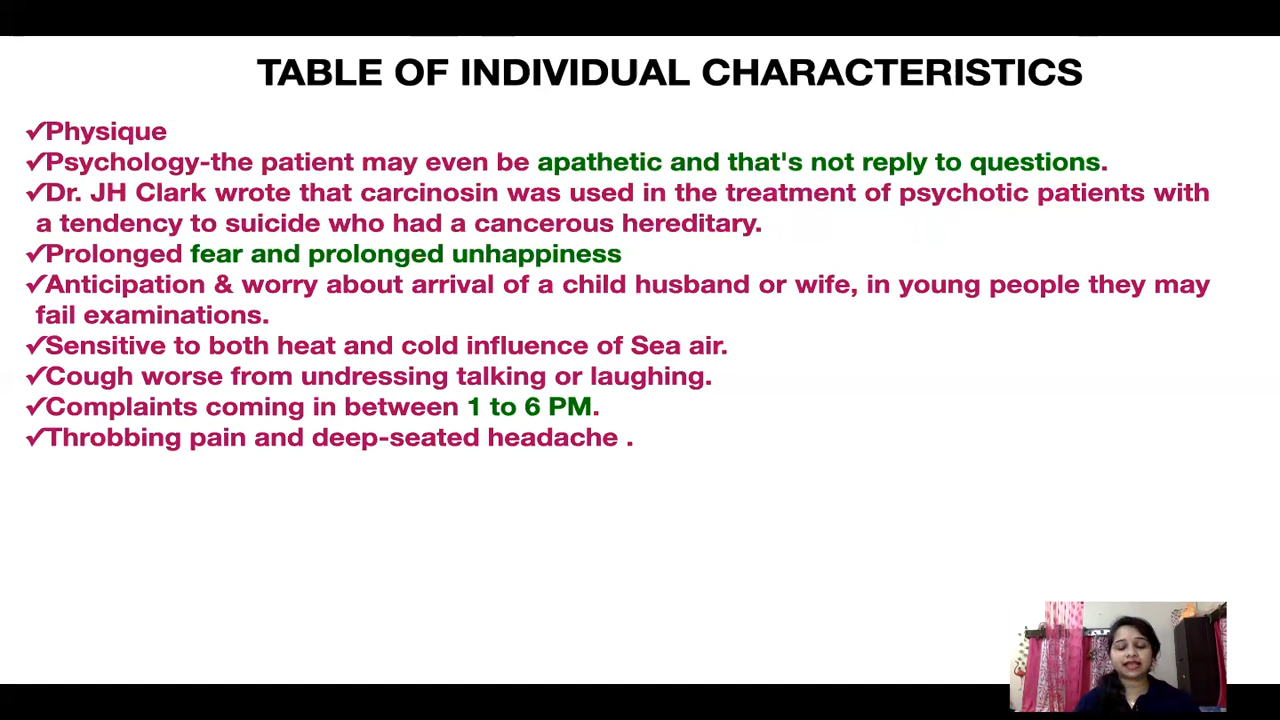 TABLE OF INDIVIDUAL CHARACTERISTICS
✓Physique
✓Psychology-the patient may even be apathetic and that's not reply to questions.
✓Dr. JH Clark wrote that carcinosin was used in the treatment of psychotic patients with
a tendency to suicide who had a cancerous hereditary.
✓Prolonged fear and prolonged unhappiness
✓Anticipation & worry about arrival of a child husband or wife, in young people they may
fail examinations.
✓Sensitive to both heat and cold influence of Sea air.
✓Cough worse from undressing talking or laughing.
✓Complaints coming in between 1 to 6 PM.
✓Throbbing pain and deep-seated headache .